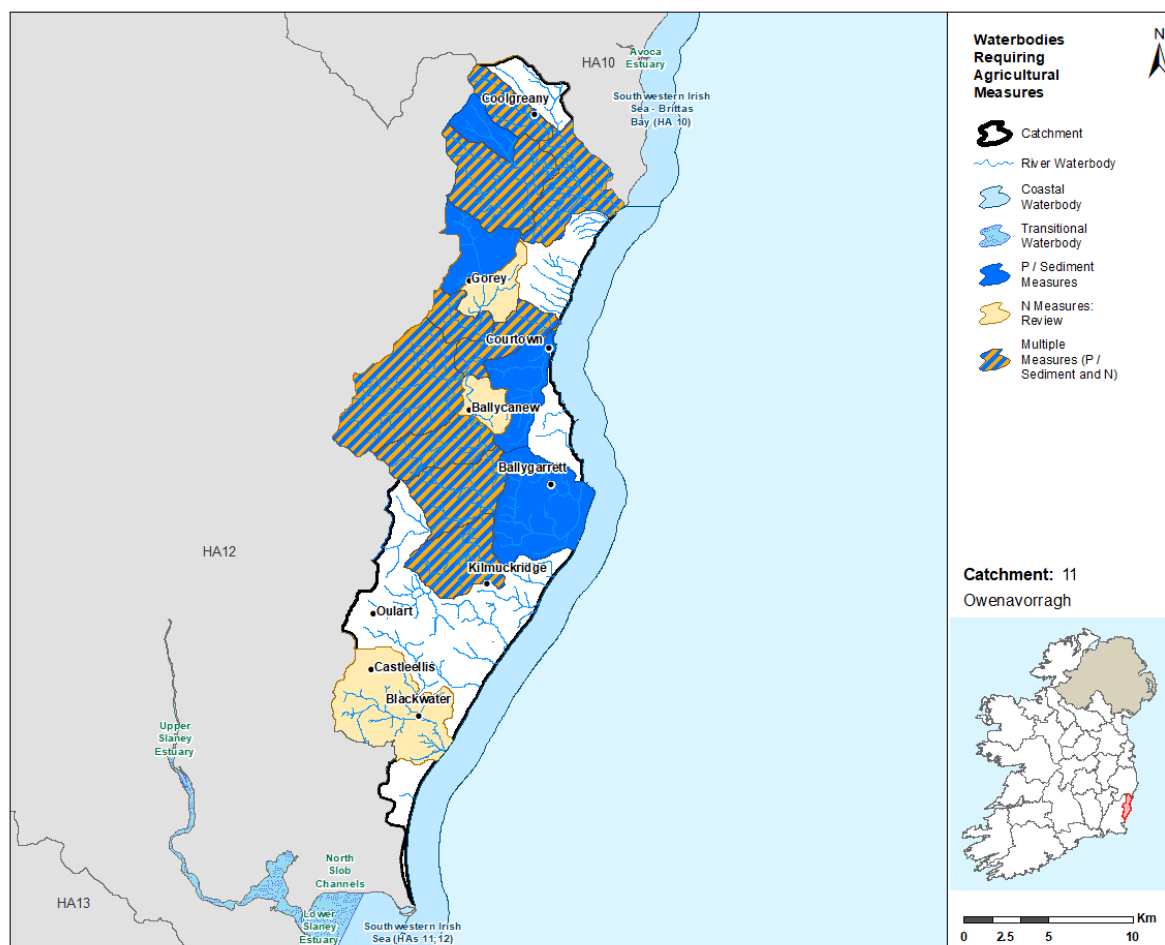 HA10
Avoca
Estuary
Southwestern Irish
Sea - Brittas
Bay (HA 10)
Coolgreany
Gorey
Courtown
Ballycanew
Ballygarrett
HA12
Kilmuckridge
Oulart
Castleellis
Blackwater
Upper
Slaney
Estuary
North
Slob
Channels
HA13
Lower
Slaney
Estuary
Southwestern Irish
Sea (HAs 11;12)
Waterbodies
Requiring
Agricultural
Measures
N
Catchment
River Waterbody
Coastal
Waterbody
Transitional
Waterbody
P / Sediment
Measures
N Measures:
Review
Multiple
Measures (P /
Sediment and N)
Catchment: 11
Owenavorragh
Km
0 2.5 5 10